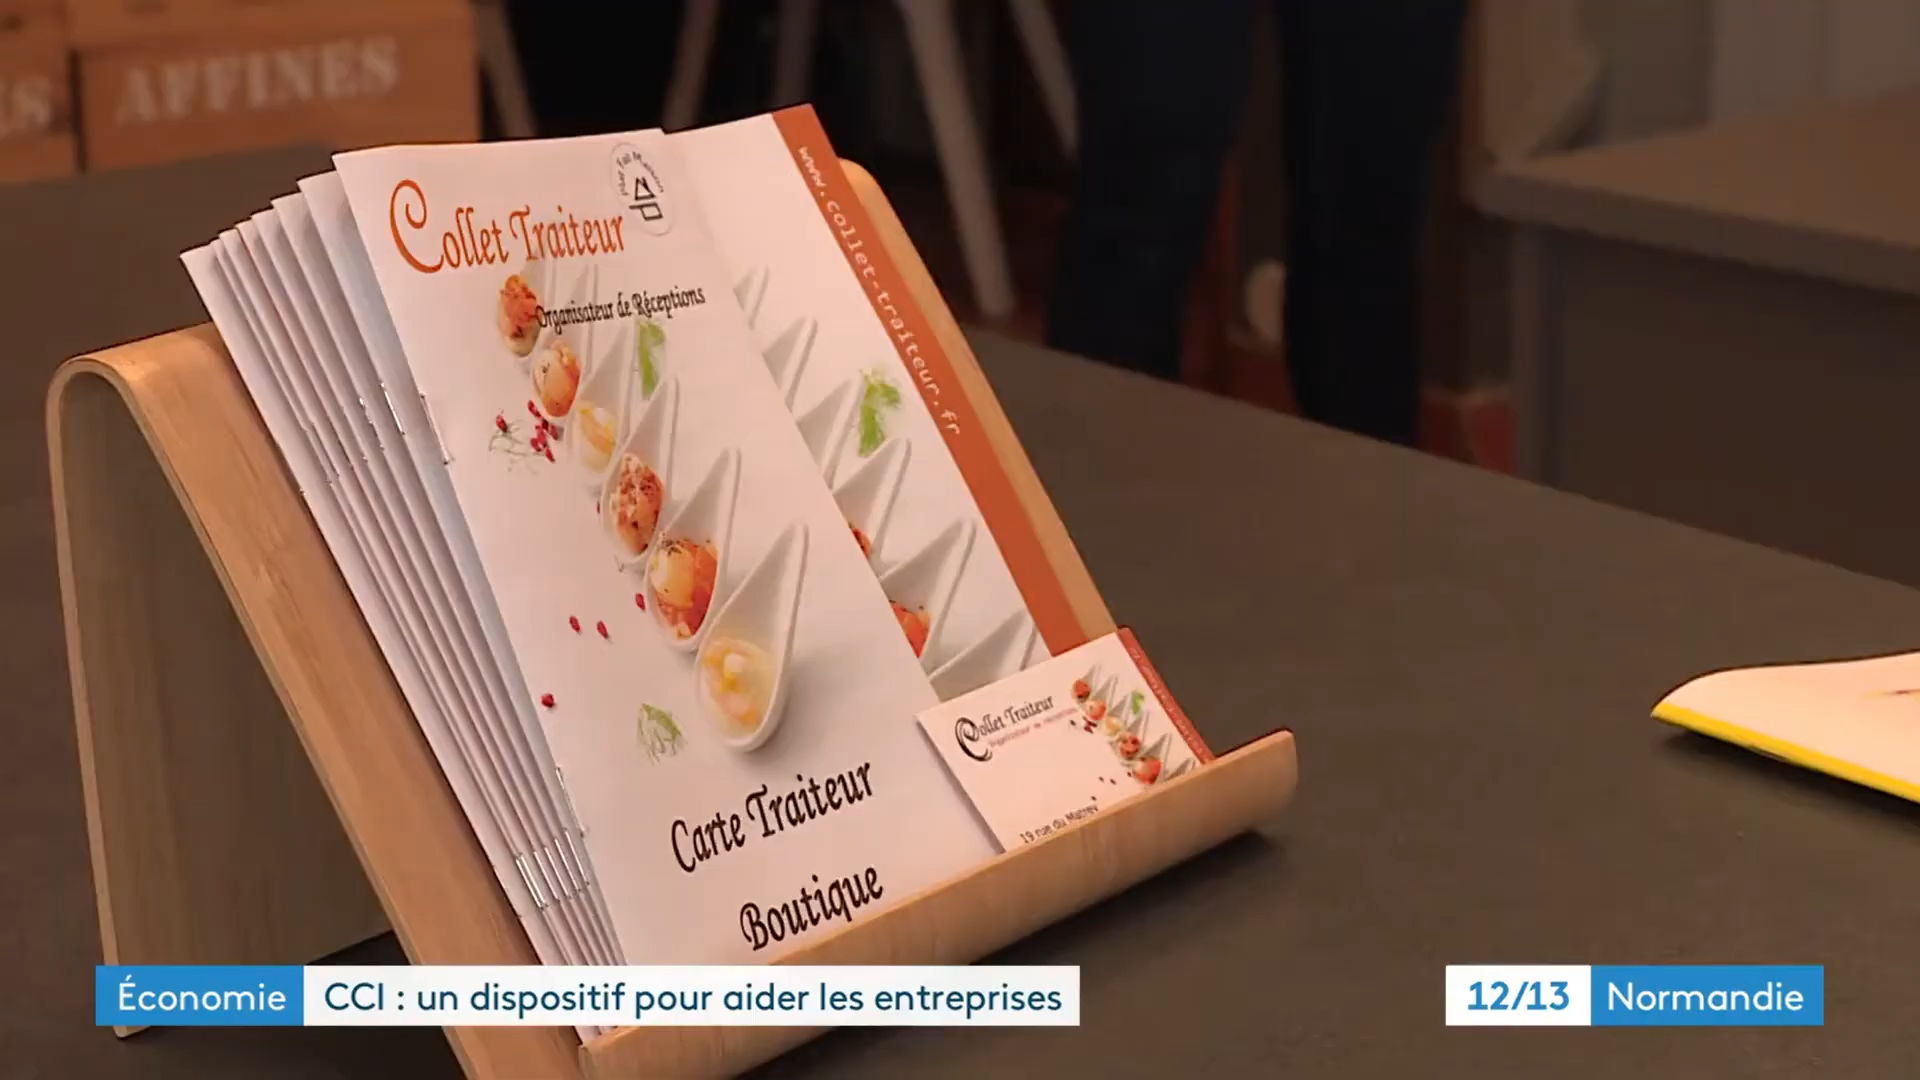 AFFINES
Collet Traiteur
Organisateur de Réceptions
www.collet-traiteur.fr
Carte Traiteur
Boutique
Collet Traiteur
19 rue du
Économie
CCI : un dispositif pour aider les entreprises
12/13
Normandie